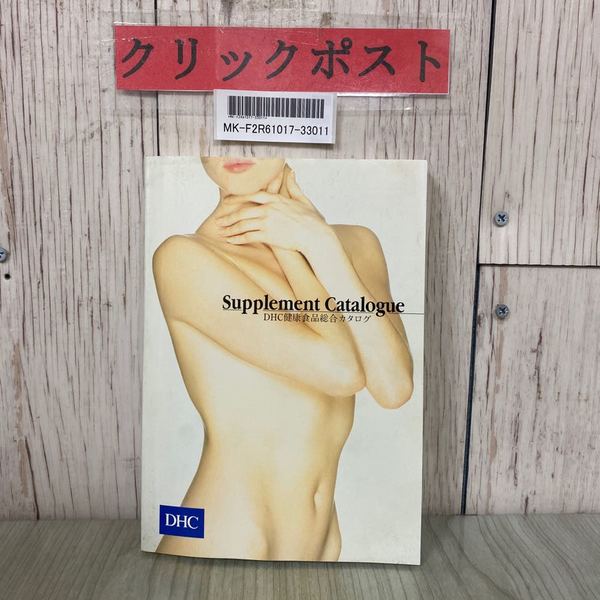 クリックポスト
MK-F2R61017-33011
Supplement Catalogue
DHC健康食品総合カタログ
DHC